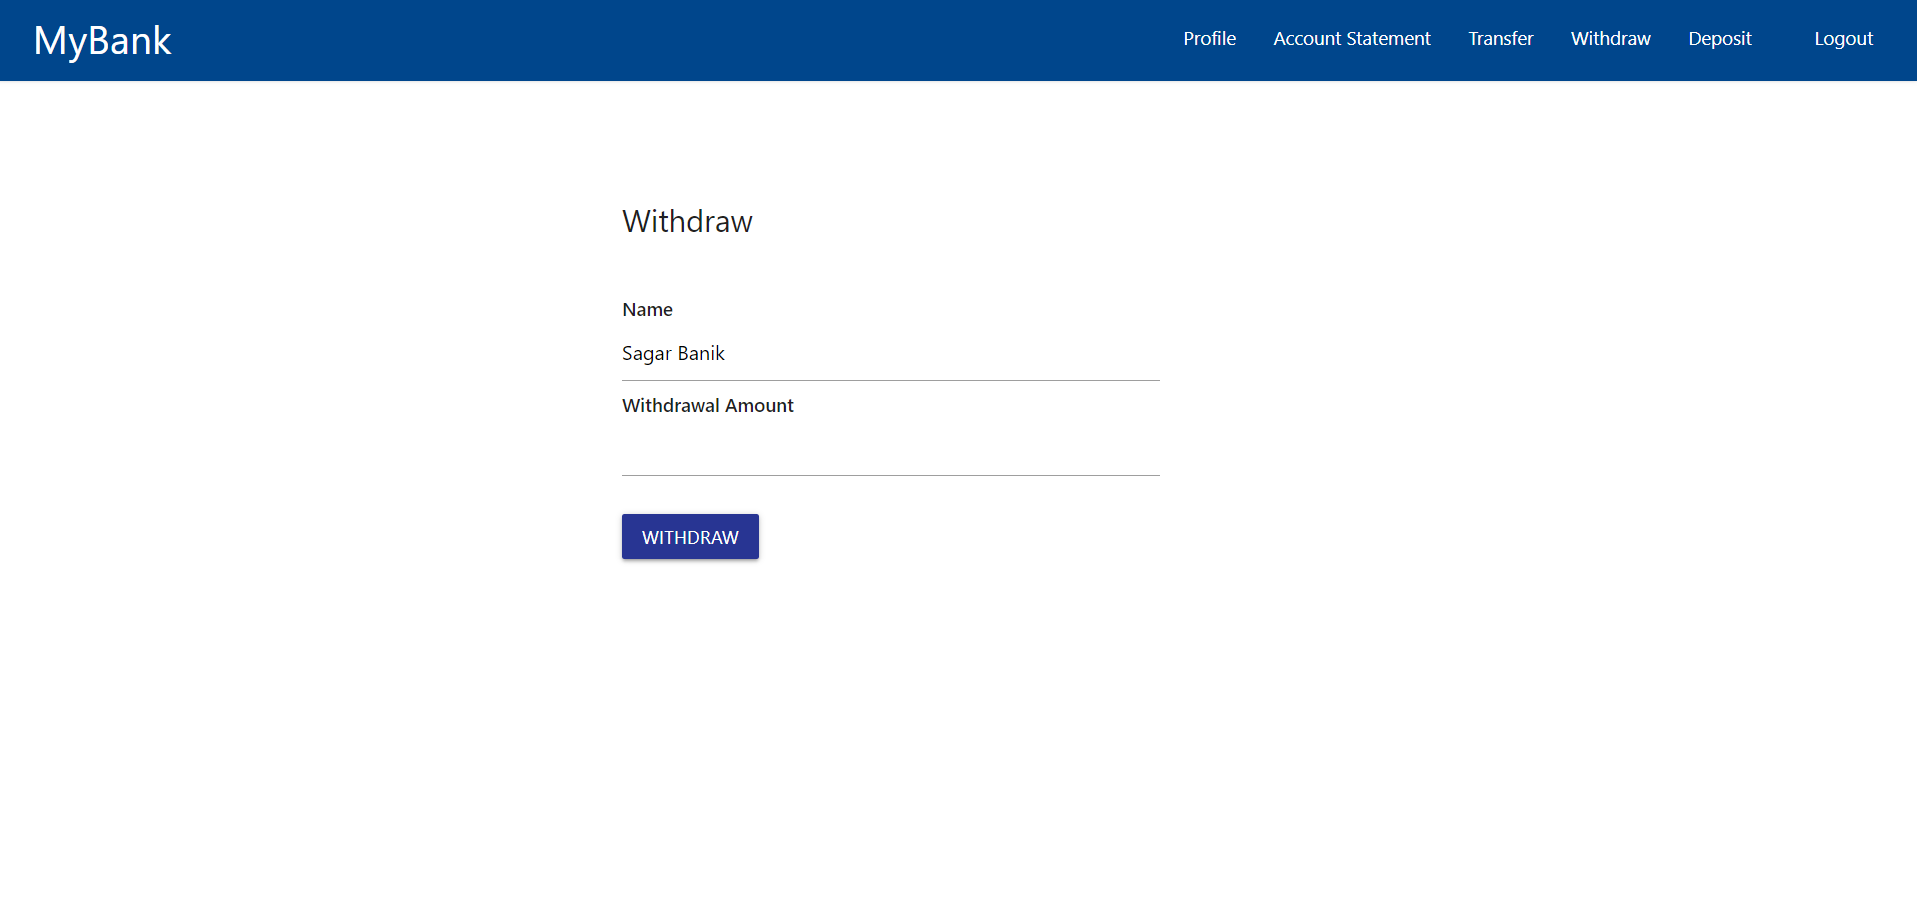 MyBank
Profile Account Statement Transfer Withdraw Deposit Logout
Withdraw
Name
Sagar Banik
Withdrawal Amount
WITHDRAW